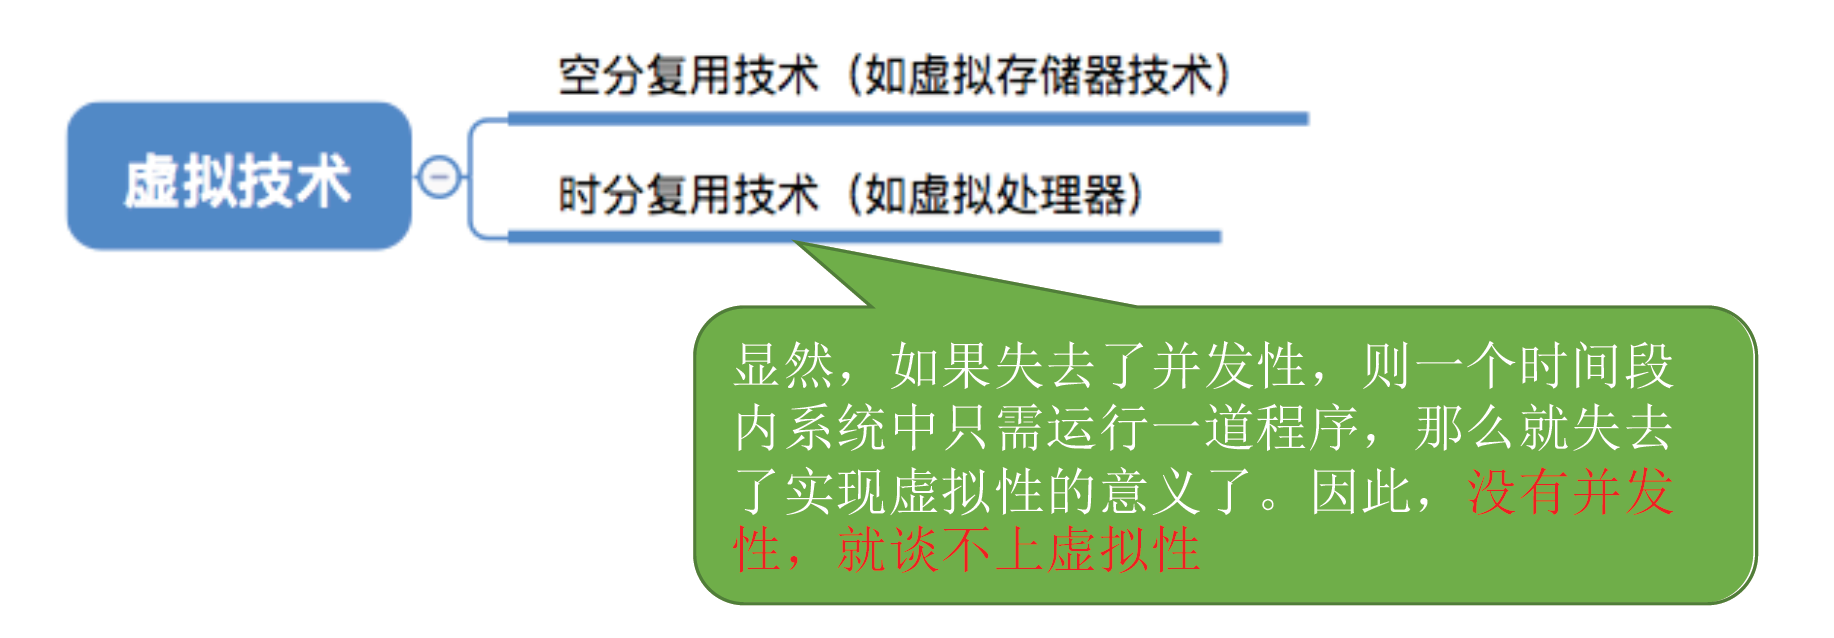 空分复用技术（如虚拟存储器技术）
虚拟技术
时分复用技术（如虚拟处理器）
显然，如果失去了并发性，则一个时间段
内系统中只需运行一道程序，那么就失去
了实现虚拟性的意义了。因此，没有并发
性，就谈不上虚拟性